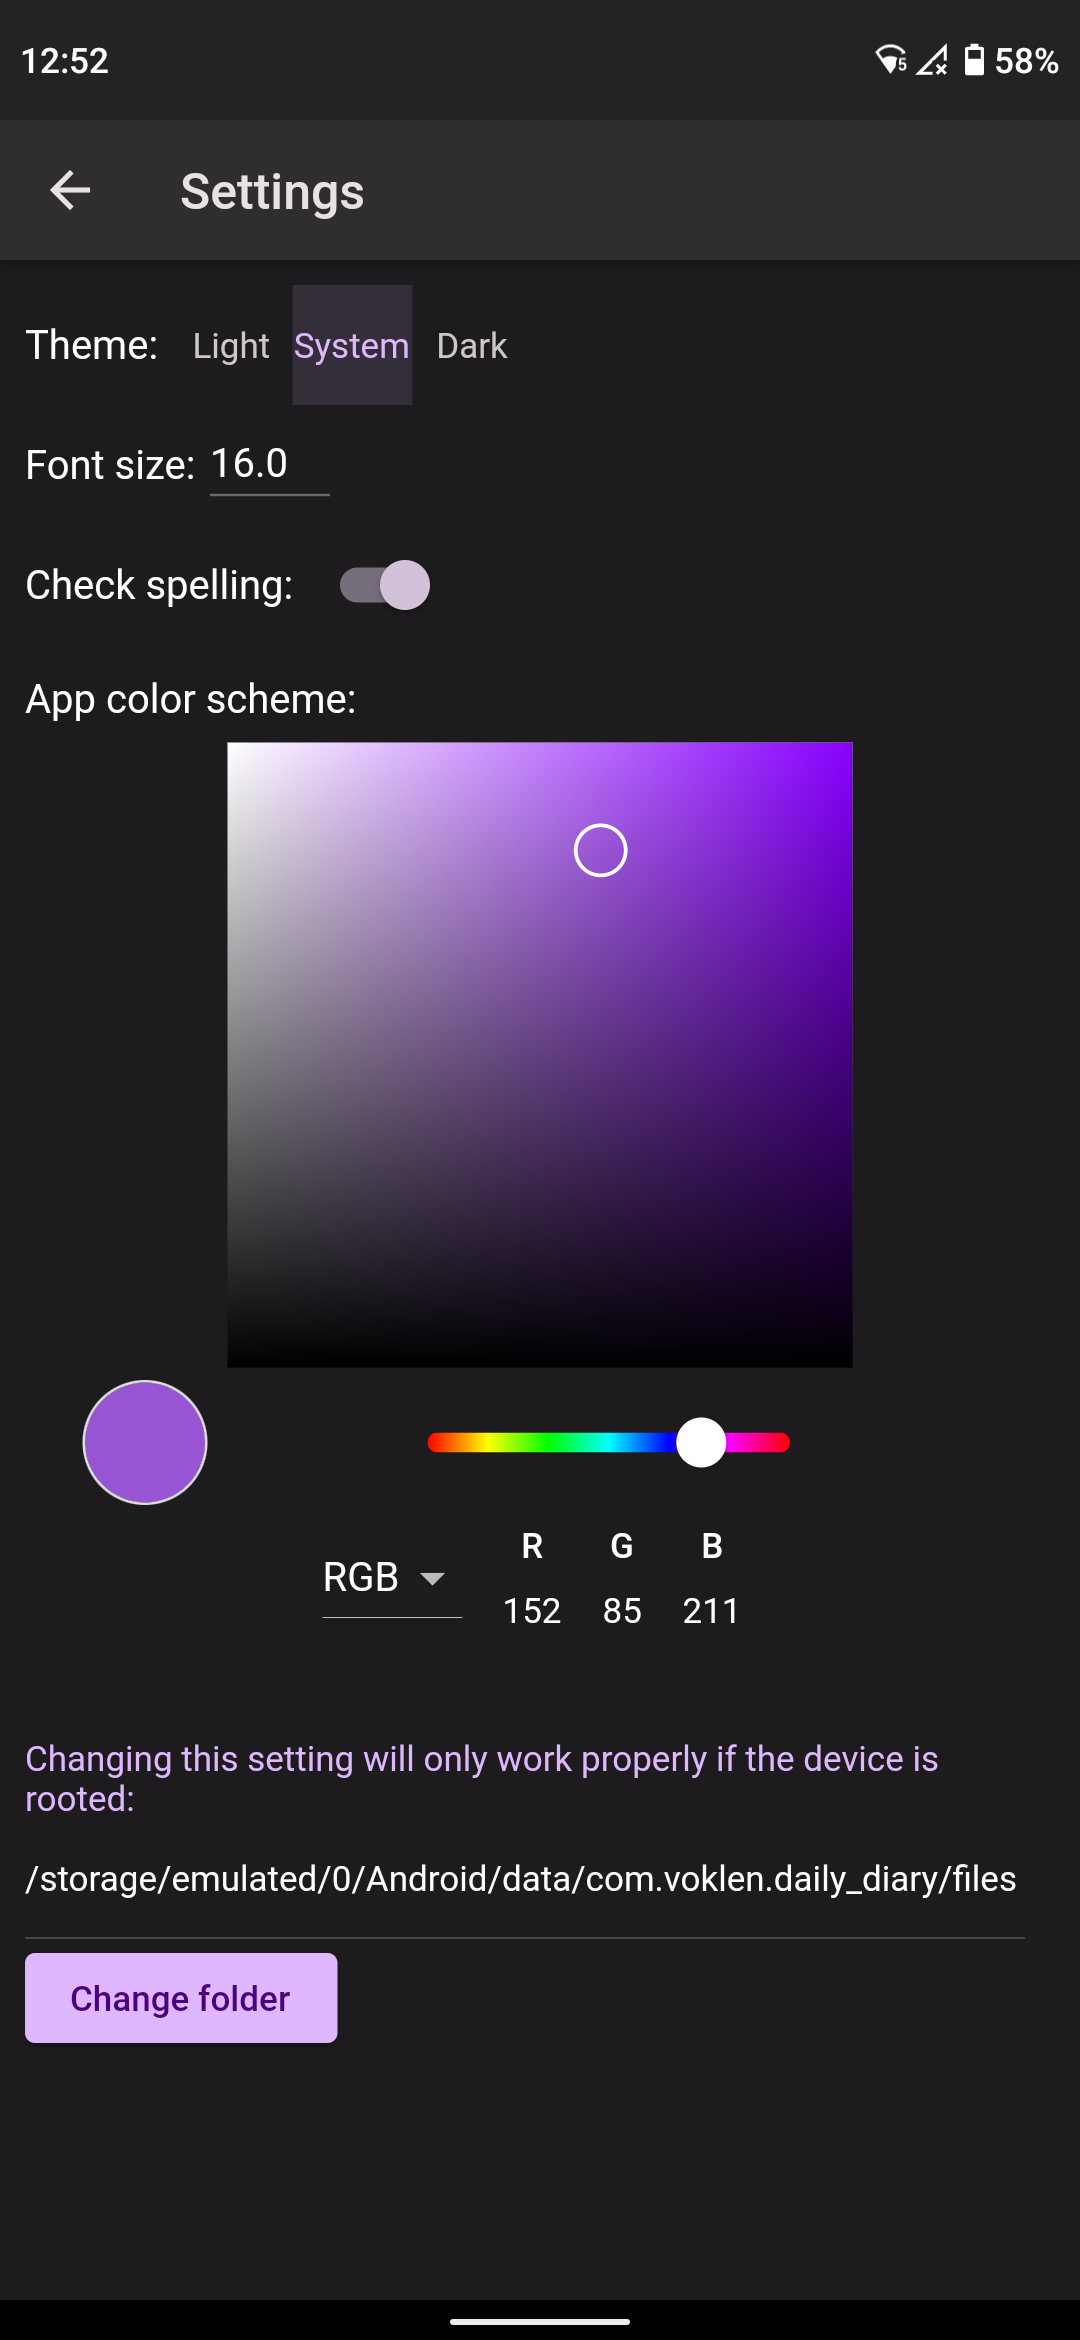 12:52
5
58%
Settings
Theme: Light System Dark
Font size: 16.0
Check spelling:
App color scheme:
R G B
RGB
152 85 211
Changing this setting will only work properly if the device is
rooted:
/storage/emulated/0/Android/data/com.voklen.daily_diary/files
Change folder